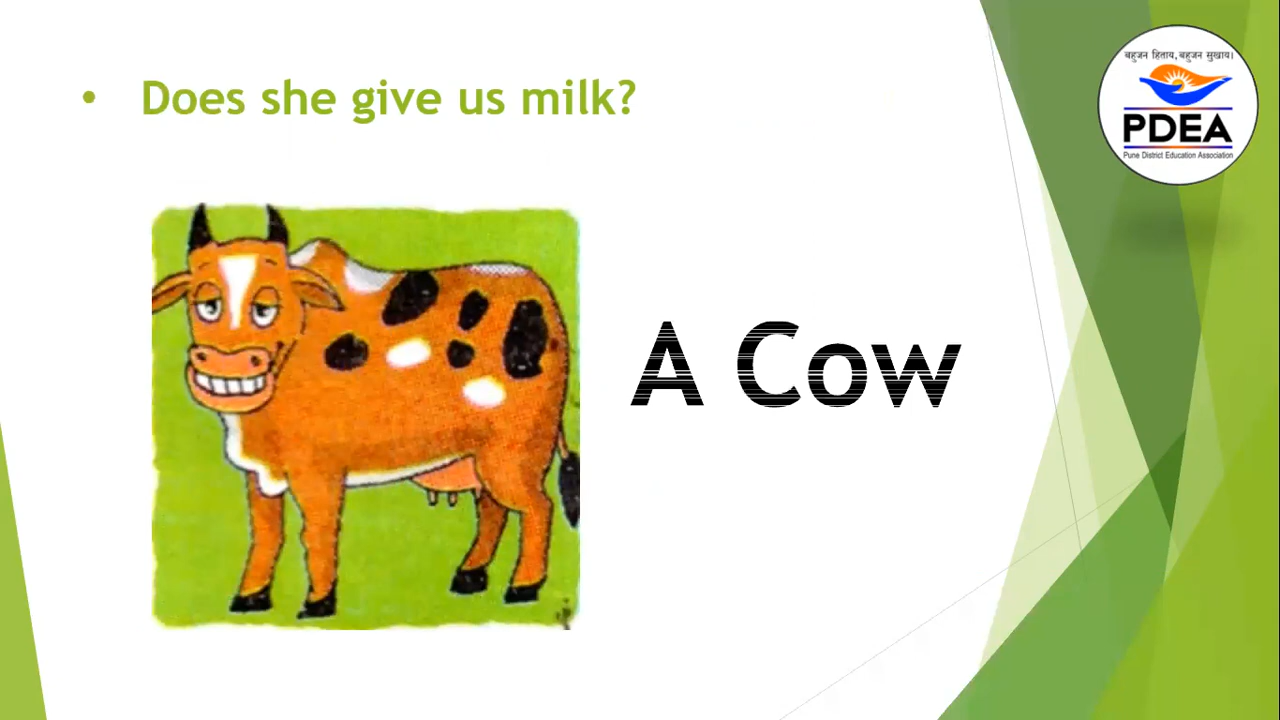 • Does she give us milk?
बहुजन हिताय, बहुजन सुखाय।
PDEA
Pune District Education Association
A Cow